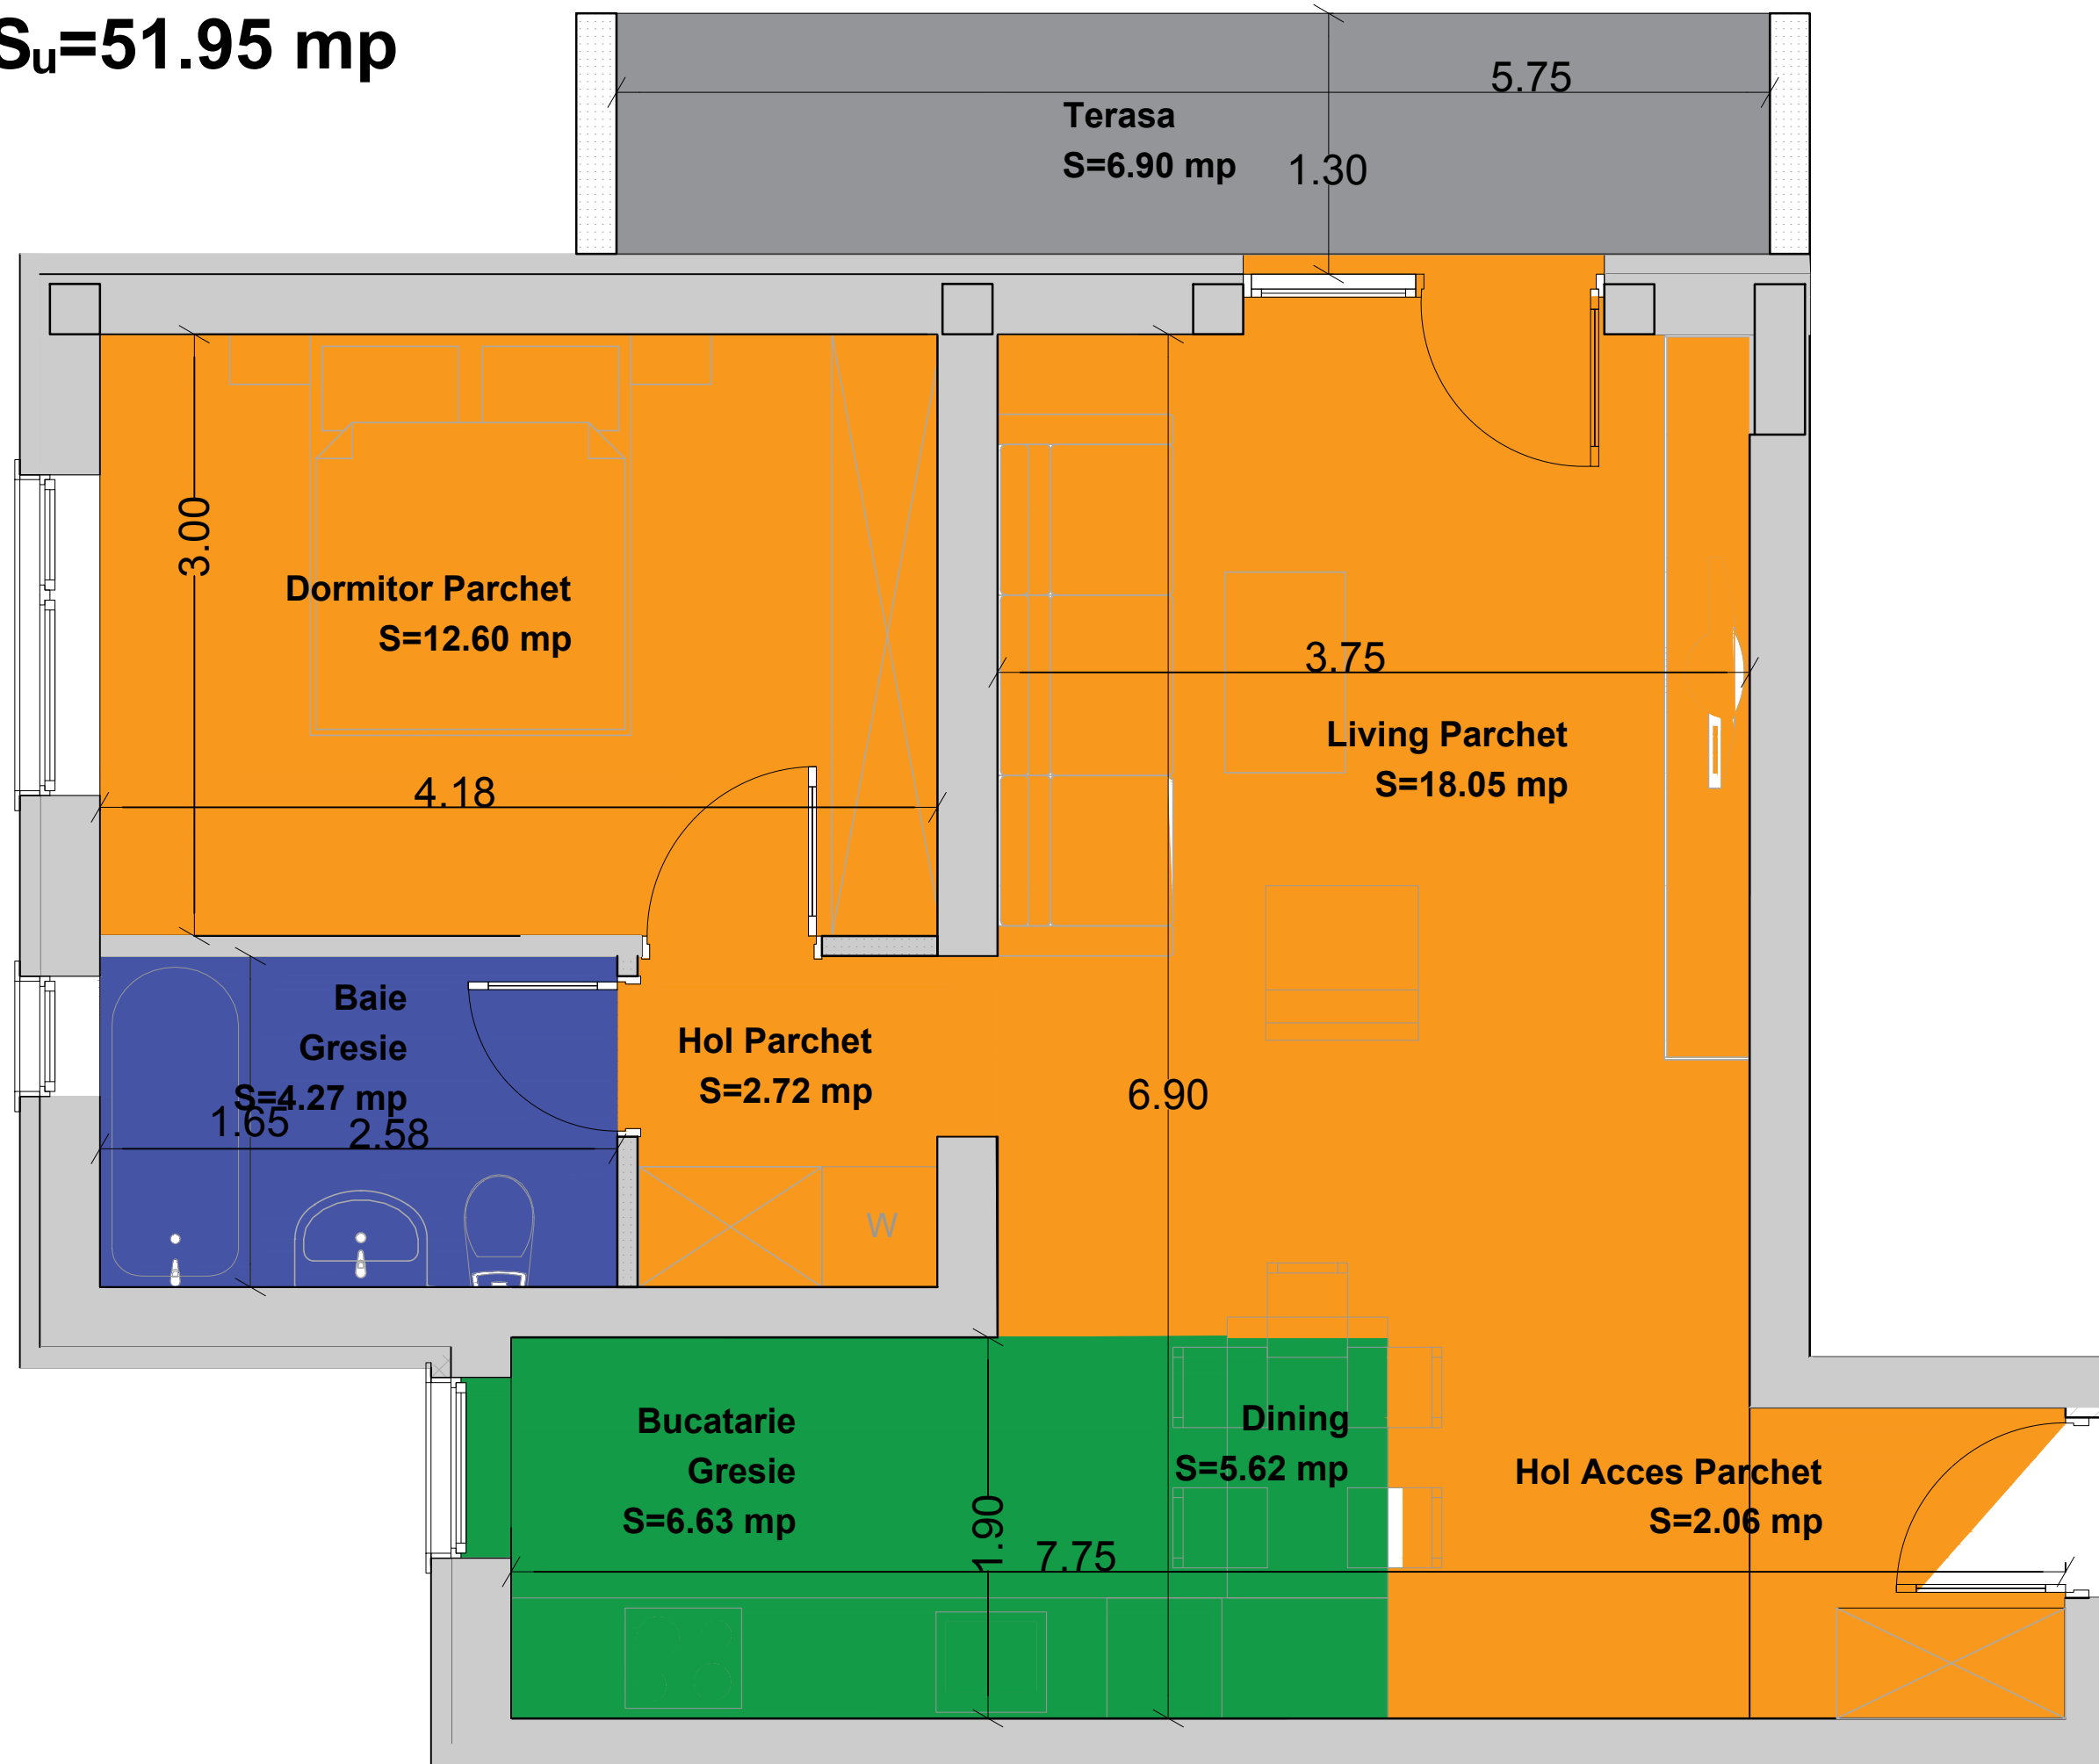 Su=51.95 mp
5.75
Terasa
S=6.90 mp
1.30
3.00
Dormitor Parchet
S=12.60 mp
4.18
3.75
Living Parchet
S=18.05 mp
Baie
Gresie
S=4.27 mp
1.65
2.58
Hol Parchet
S=2.72 mp
6.90
W
Bucatarie
Gresie
S=6.63 mp
1.90
7.75
Dining
S=5.62 mp
Hol Acces Parchet
S=2.06 mp